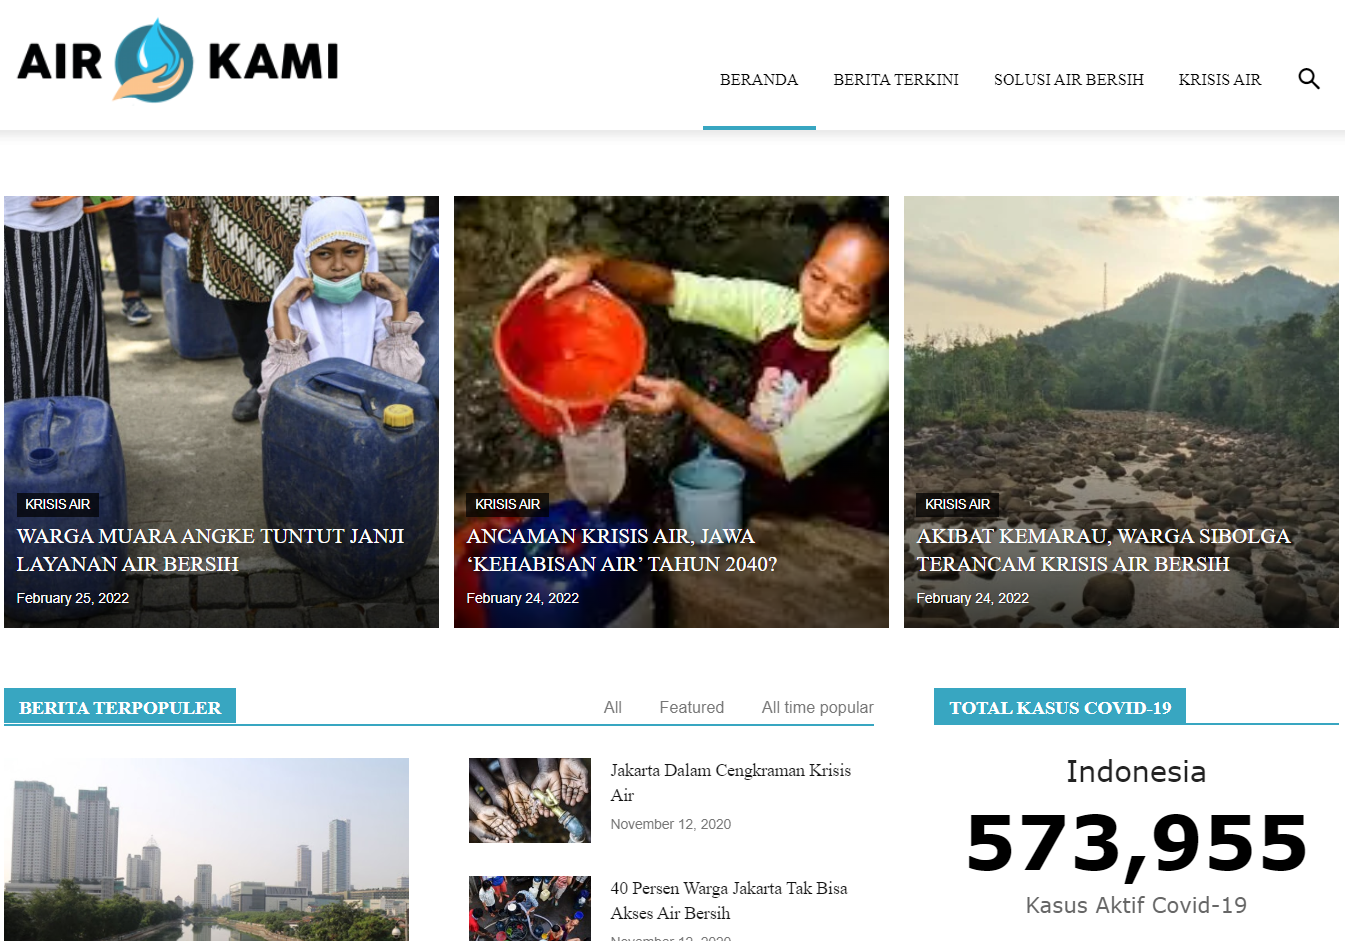 AIR KAMI
BERANDA
BERITA TERKINI
SOLUSI AIR BERSIH
KRISIS AIR
KRISIS AIR
WARGA MUARA ANGKE TUNTUT JANJI
LAYANAN AIR BERSIH
February 25, 2022
KRISIS AIR
ANCAMAN KRISIS AIR, JAWA
‘KEHABISAN AIR’ TAHUN 2040?
February 24, 2022
KRISIS AIR
AKIBAT KEMARAU, WARGA SIBOLGA
TERANCAM KRISIS AIR BERSIH
February 24, 2022
BERITA TERPOPULER
All
Featured
All time popular
Jakarta Dalam Cengkraman Krisis
Air
November 12, 2020
40 Persen Warga Jakarta Tak Bisa
Akses Air Bersih
November 12, 2020
TOTAL KASUS COVID-19
Indonesia
573,955
Kasus Aktif Covid-19